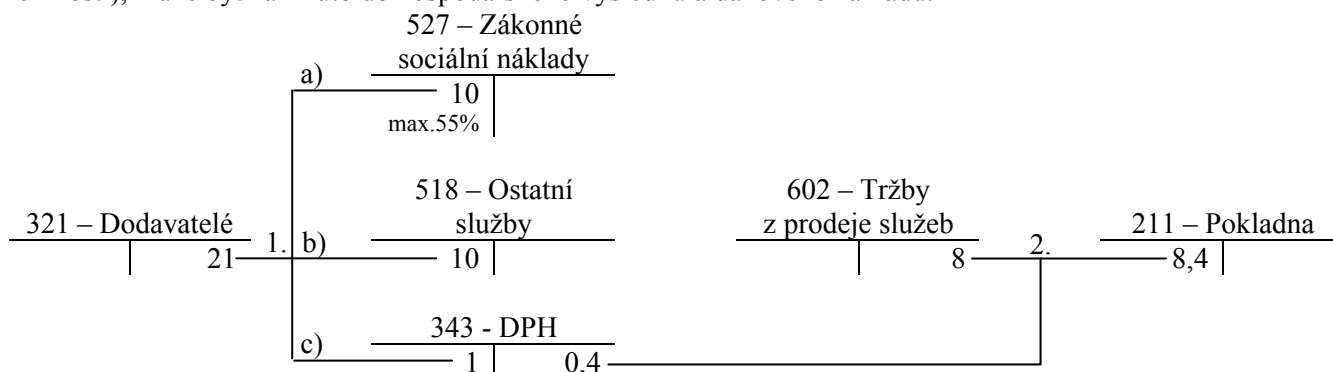 527 – Zákonné
sociální náklady
a)
10
max.55%
518 – Ostatní
služby
602 – Tržby
z prodeje služeb
321 – Dodavatelé
211 – Pokladna
1. b)
2.
21
10
8
8,4
343 - DPH
c)
1
0,4